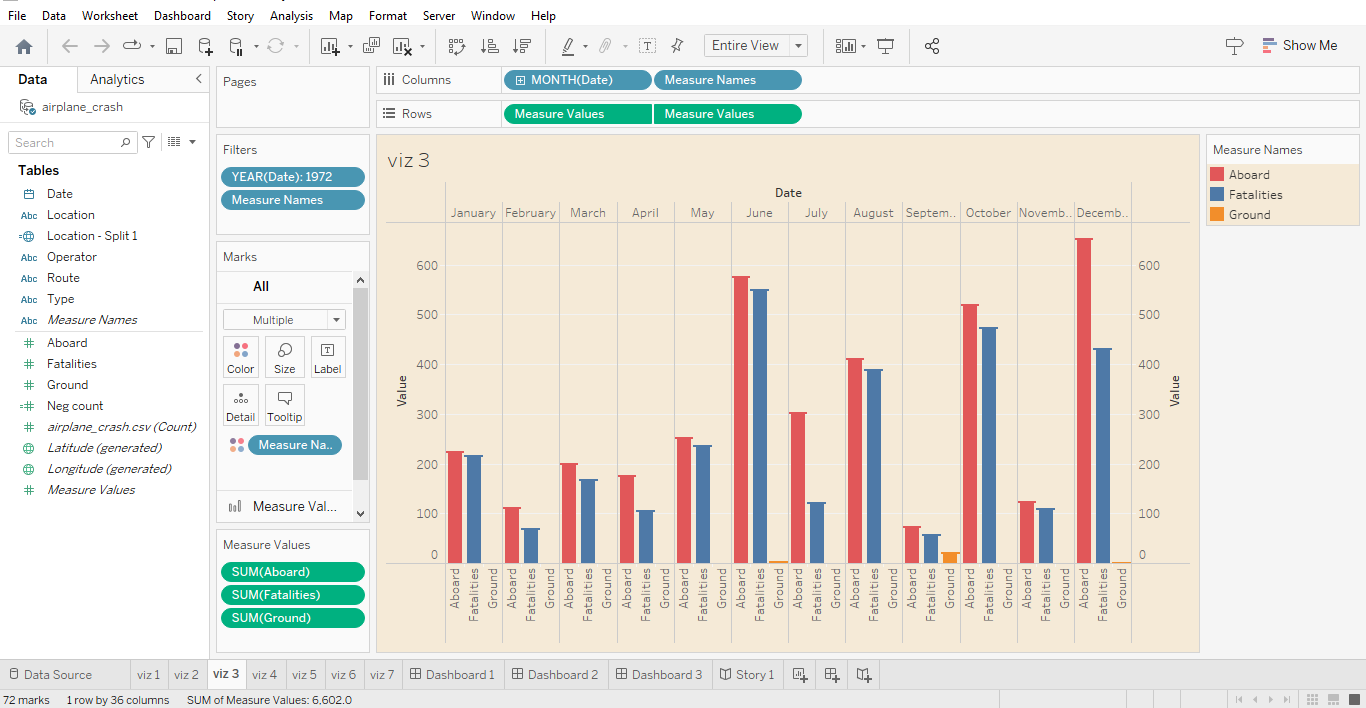 File Data Worksheet Dashboard Story Analysis Map Format Server Window Help
Entire View
Show Me
Data Analytics
airplane_crash
Search
Tables
Date
Abc Location
Location - Split 1
Abc Operator
Abc Route
Abc Type
Abc Measure Names
Aboard
Fatalities
Ground
Neg count
airplane_crash.csv (Count)
Latitude (generated)
Longitude (generated)
Measure Values
Pages
Filters
YEAR(Date): 1972
Measure Names
Marks
All
Multiple
Color Size Label
Detail Tooltip
Measure Na..
Measure Val...
Measure Values
SUM(Aboard)
SUM(Fatalities)
SUM(Ground)
Columns MONTH(Date) Measure Names
Rows Measure Values Measure Values
viz 3
Date
January February March April May June July August Septem.. October Novemb.. Decemb..
600 600
500 500
400 400
Value Value
300 300
200 200
100 100
0 0
Aboard Fatalities Ground Aboard Fatalities Ground Aboard Fatalities Ground Aboard Fatalities Ground Aboard Fatalities Ground Aboard Fatalities Ground Aboard Fatalities Ground Aboard Fatalities Ground Aboard Fatalities Ground Aboard Fatalities Ground Aboard Fatalities Ground Aboard Fatalities Ground
Measure Names
Aboard
Fatalities
Ground
Data Source viz 1 viz 2 viz 3 viz 4 viz 5 viz 6 viz 7 Dashboard 1 Dashboard 2 Dashboard 3 Story 1
72 marks 1 row by 36 columns SUM of Measure Values: 6,602.0